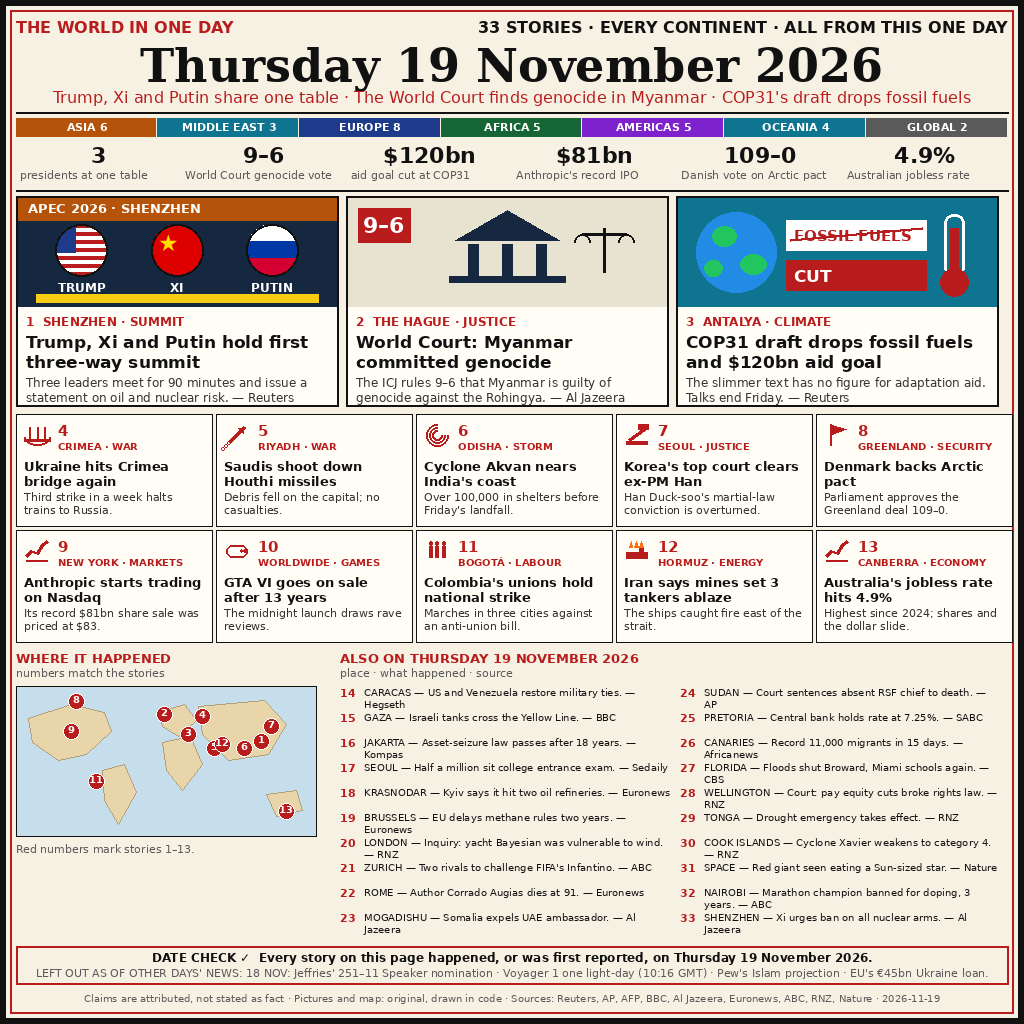 THE WORLD IN ONE DAY
33 STORIES · EVERY CONTINENT · ALL FROM THIS ONE DAY
Thursday 19 November 2026
Trump, Xi and Putin share one table · The World Court finds genocide in Myanmar · COP31's draft drops fossil fuels
ASIA 6
MIDDLE EAST 3
EUROPE 8
AFRICA 5
AMERICAS 5
OCEANIA 4
GLOBAL 2
3
presidents at one table
9–6
World Court genocide vote
$120bn
aid goal cut at COP31
$81bn
Anthropic's record IPO
109–0
Danish vote on Arctic pact
4.9%
Australian jobless rate
APEC 2026 · SHENZHEN
TRUMP
XI
PUTIN
1 SHENZHEN · SUMMIT
Trump, Xi and Putin hold first
three-way summit
Three leaders meet for 90 minutes and issue a
statement on oil and nuclear risk. — Reuters
9–6
2 THE HAGUE · JUSTICE
World Court: Myanmar
committed genocide
The ICJ rules 9–6 that Myanmar is guilty of
genocide against the Rohingya. — Al Jazeera
FOSSIL FUELS
CUT
3 ANTALYA · CLIMATE
COP31 draft drops fossil fuels
and $120bn aid goal
The slimmer text has no figure for adaptation aid.
Talks end Friday. — Reuters
4
CRIMEA · WAR
Ukraine hits Crimea
bridge again
Third strike in a week halts
trains to Russia.
5
RIYADH · WAR
Saudis shoot down
Houthi missiles
Debris fell on the capital; no
casualties.
6
ODISHA · STORM
Cyclone Akvan nears
India's coast
Over 100,000 in shelters before
Friday's landfall.
7
SEOUL · JUSTICE
Korea's top court clears
ex-PM Han
Han Duck-soo's martial-law
conviction is overturned.
8
GREENLAND · SECURITY
Denmark backs Arctic
pact
Parliament approves the
Greenland deal 109–0.
9
NEW YORK · MARKETS
Anthropic starts trading
on Nasdaq
Its record $81bn share sale was
priced at $83.
10
WORLDWIDE · GAMES
GTA VI goes on sale
after 13 years
The midnight launch draws rave
reviews.
11
BOGOTÁ · LABOUR
Colombia's unions hold
national strike
Marches in three cities against
an anti-union bill.
12
HORMUZ · ENERGY
Iran says mines set 3
tankers ablaze
The ships caught fire east of the
strait.
13
CANBERRA · ECONOMY
Australia's jobless rate
hits 4.9%
Highest since 2024; shares and
the dollar slide.
WHERE IT HAPPENED
numbers match the stories
8
9
2
4
3
12
6
1
7
11
13
Red numbers mark stories 1–13.
ALSO ON THURSDAY 19 NOVEMBER 2026
place · what happened · source
14 CARACAS — US and Venezuela restore military ties. —
Hegseth
15 GAZA — Israeli tanks cross the Yellow Line. — BBC
16 JAKARTA — Asset-seizure law passes after 18 years. —
Kompas
17 SEOUL — Half a million sit college entrance exam. — Sedaily
18 KRASNODAR — Kyiv says it hit two oil refineries. — Euronews
19 BRUSSELS — EU delays methane rules two years. —
Euronews
20 LONDON — Inquiry: yacht Bayesian was vulnerable to wind.
— RNZ
21 ZURICH — Two rivals to challenge FIFA's Infantino. — ABC
22 ROME — Author Corrado Augias dies at 91. — Euronews
23 MOGADISHU — Somalia expels UAE ambassador. — Al
Jazeera
24 SUDAN — Court sentences absent RSF chief to death. —
AP
25 PRETORIA — Central bank holds rate at 7.25%. — SABC
26 CANARIES — Record 11,000 migrants in 15 days. —
Africanews
27 FLORIDA — Floods shut Broward, Miami schools again. —
CBS
28 WELLINGTON — Court: pay equity cuts broke rights law. —
RNZ
29 TONGA — Drought emergency takes effect. — RNZ
30 COOK ISLANDS — Cyclone Xavier weakens to category 4.
— RNZ
31 SPACE — Red giant seen eating a Sun-sized star. — Nature
32 NAIROBI — Marathon champion banned for doping, 3
years. — ABC
33 SHENZHEN — Xi urges ban on all nuclear arms. — Al
Jazeera
DATE CHECK ✓ Every story on this page happened, or was first reported, on Thursday 19 November 2026.
LEFT OUT AS OF OTHER DAYS' NEWS: 18 NOV: Jeffries' 251–11 Speaker nomination · Voyager 1 one light-day (10:16 GMT) · Pew's Islam projection · EU's €45bn Ukraine loan.
Claims are attributed, not stated as fact · Pictures and map: original, drawn in code · Sources: Reuters, AP, AFP, BBC, Al Jazeera, Euronews, ABC, RNZ, Nature · 2026-11-19